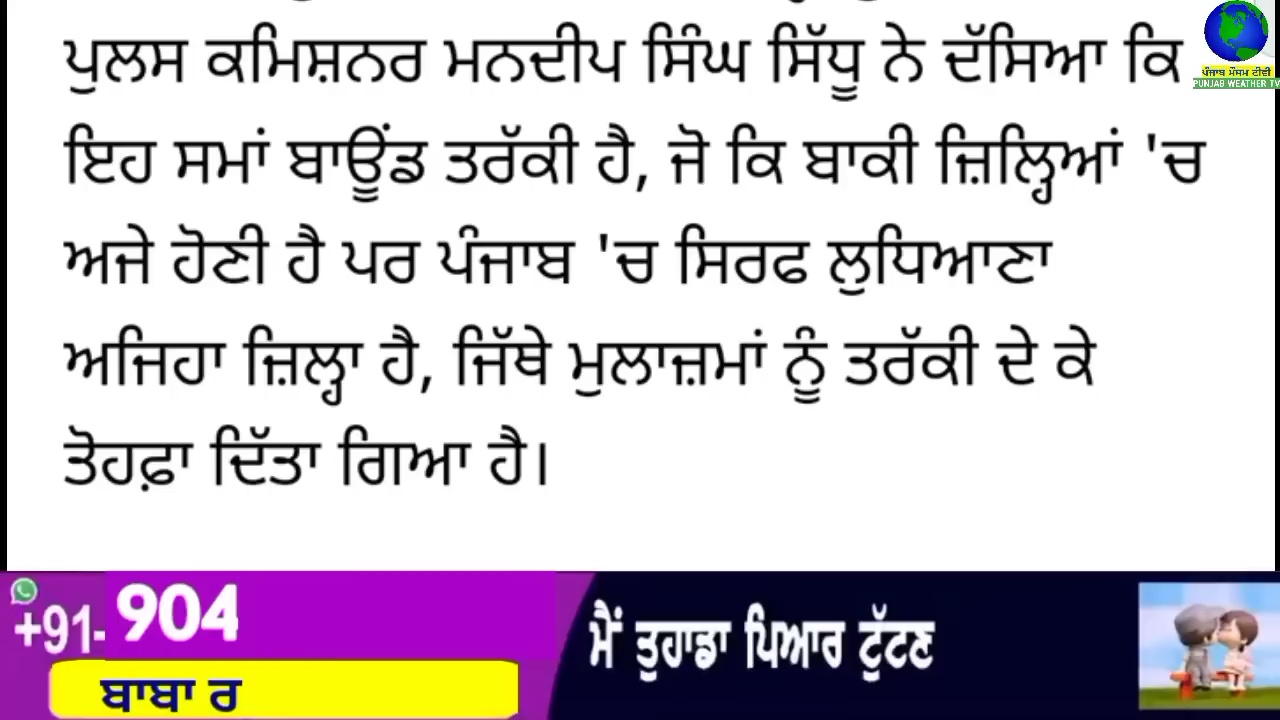 ਪੁਲਸ ਕਮਿਸ਼ਨਰ ਮਨਦੀਪ ਸਿੰਘ ਸਿੱਧੂ ਨੇ ਦੱਸਿਆ ਕਿ
ਇਹ ਸਮਾਂ ਬਾਊਂਡ ਤਰੱਕੀ ਹੈ, ਜੋ ਕਿ ਬਾਕੀ ਜ਼ਿਲ੍ਹਿਆਂ 'ਚ
ਅਜੇ ਹੋਣੀ ਹੈ ਪਰ ਪੰਜਾਬ 'ਚ ਸਿਰਫ ਲੁਧਿਆਣਾ
ਅਜਿਹਾ ਜ਼ਿਲ੍ਹਾ ਹੈ, ਜਿੱਥੇ ਮੁਲਾਜ਼ਮਾਂ ਨੂੰ ਤਰੱਕੀ ਦੇ ਕੇ
ਤੋਹਫ਼ਾ ਦਿੱਤਾ ਗਿਆ ਹੈ।
ਪੰਜਾਬ ਮੌਸਮ ਟੀਵੀ
PUNJAB WEATHER TV
+91-904
ਬਾਬਾ ਰ
ਮੈਂ ਤੁਹਾਡਾ ਪਿਆਰ ਟੁੱਟਣ